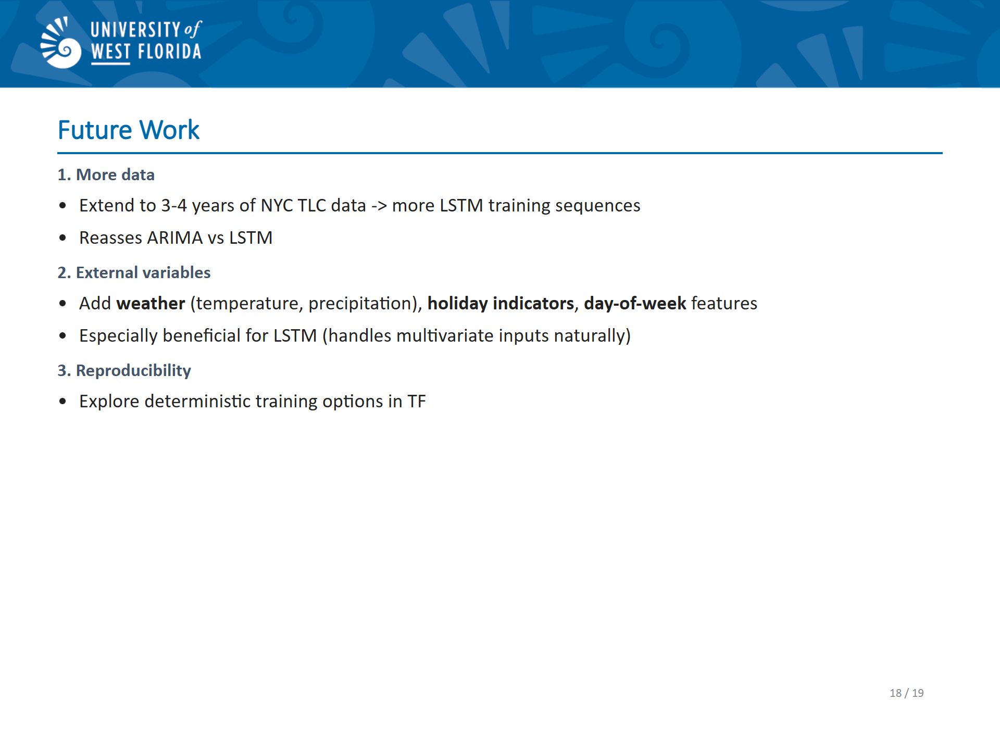 UNIVERSITY of
WEST FLORIDA
Future Work
1. More data
• Extend to 3-4 years of NYC TLC data -> more LSTM training sequences
• Reasses ARIMA vs LSTM
2. External variables
• Add weather (temperature, precipitation), holiday indicators, day-of-week features
• Especially beneficial for LSTM (handles multivariate inputs naturally)
3. Reproducibility
• Explore deterministic training options in TF
18 / 19